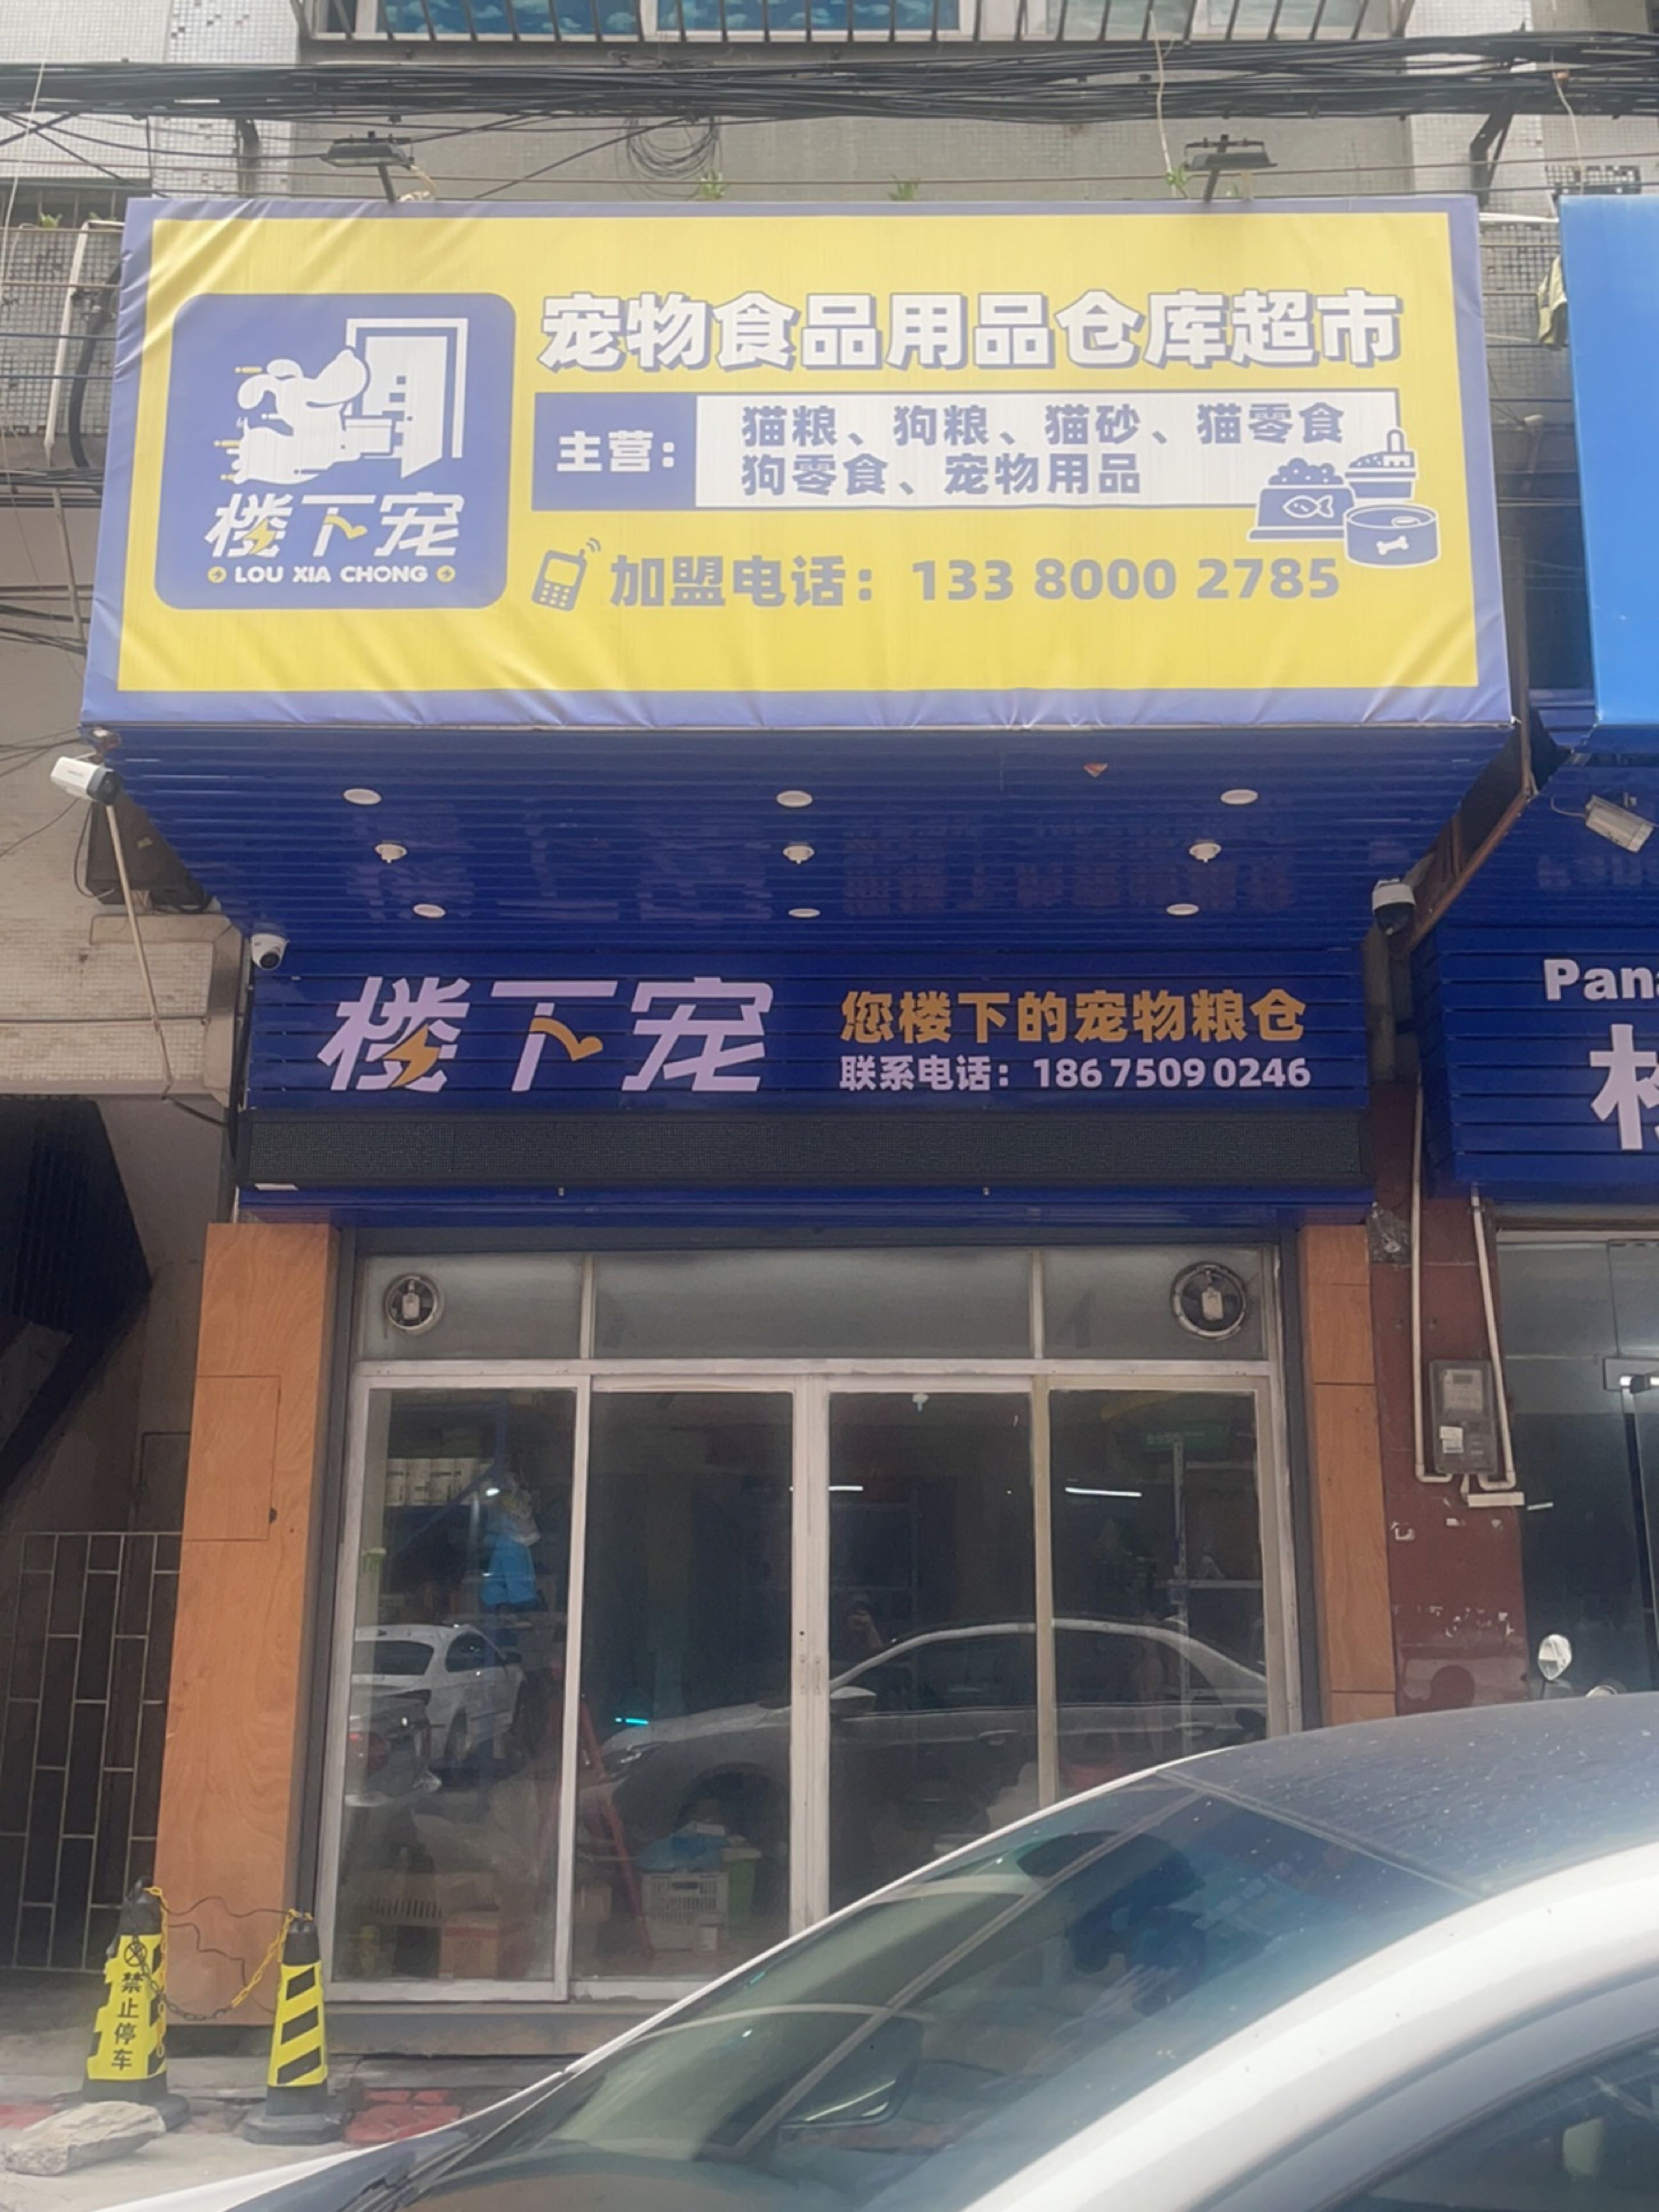 宠物食品用品仓库超市
主营：
猫粮、狗粮、猫砂、猫零食
狗零食、宠物用品
楼下宠
LOU XIA CHONG
加盟电话：133 8000 2785
楼下宠
您楼下的宠物粮仓
联系电话：186 7509 0246
Pana
禁止停车